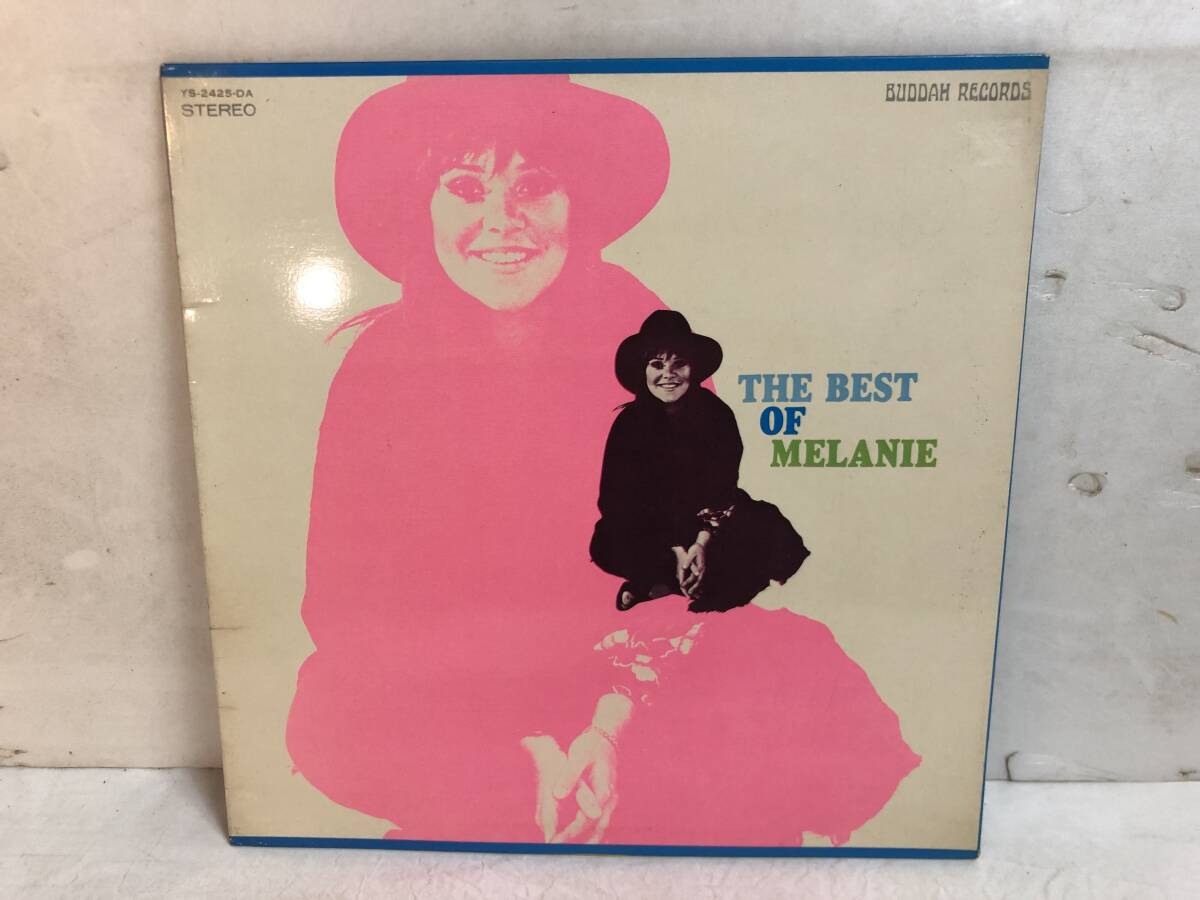 YS-2425-DA
STEREO
BUDDAH RECORDS
THE BEST
OF
MELANIE